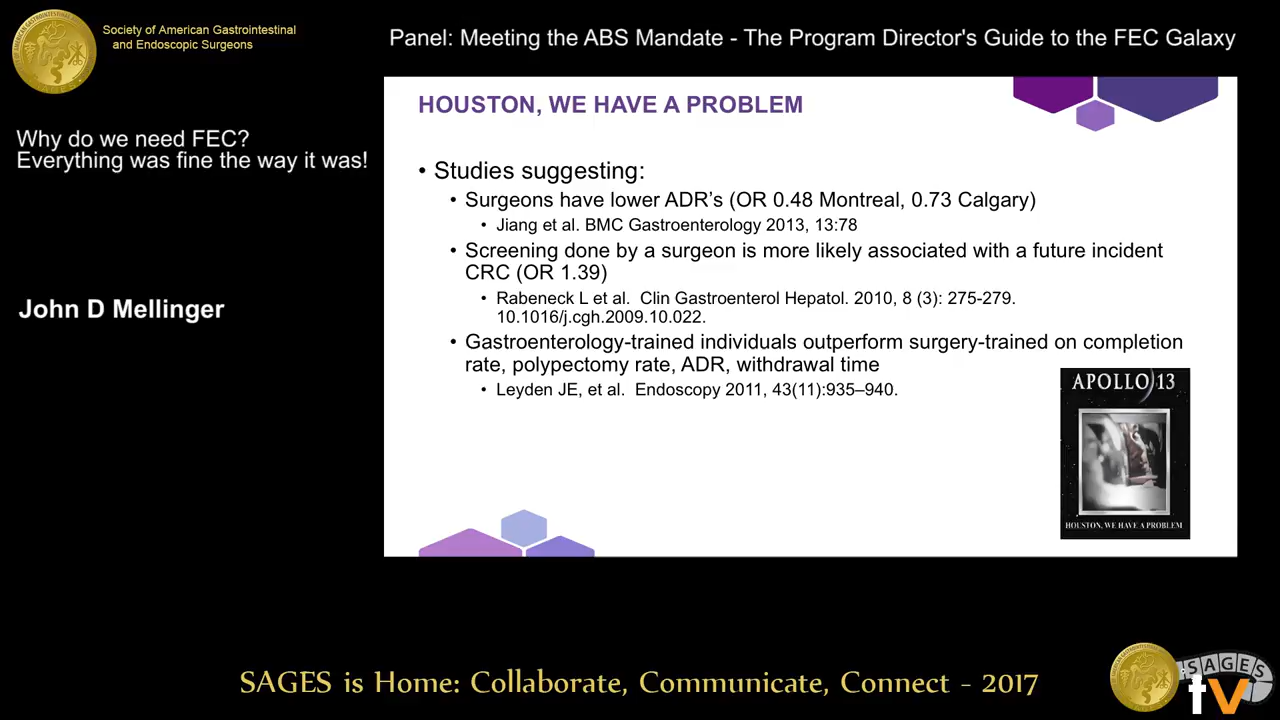 Society of American Gastrointestinal
and Endoscopic Surgeons
Panel: Meeting the ABS Mandate - The Program Director's Guide to the FEC Galaxy
Why do we need FEC?
Everything was fine the way it was!
John D Mellinger
HOUSTON, WE HAVE A PROBLEM
• Studies suggesting:
• Surgeons have lower ADR's (OR 0.48 Montreal, 0.73 Calgary)
• Jiang et al. BMC Gastroenterology 2013, 13:78
• Screening done by a surgeon is more likely associated with a future incident
CRC (OR 1.39)
• Rabeneck L et al. Clin Gastroenterol Hepatol. 2010, 8 (3): 275-279.
10.1016/j.cgh.2009.10.022.
• Gastroenterology-trained individuals outperform surgery-trained on completion
rate, polypectomy rate, ADR, withdrawal time
• Leyden JE, et al. Endoscopy 2011, 43(11):935–940.
APOLLO 13
HOUSTON, WE HAVE A PROBLEM
SAGES is Home: Collaborate, Communicate, Connect - 2017
SAGES
tv